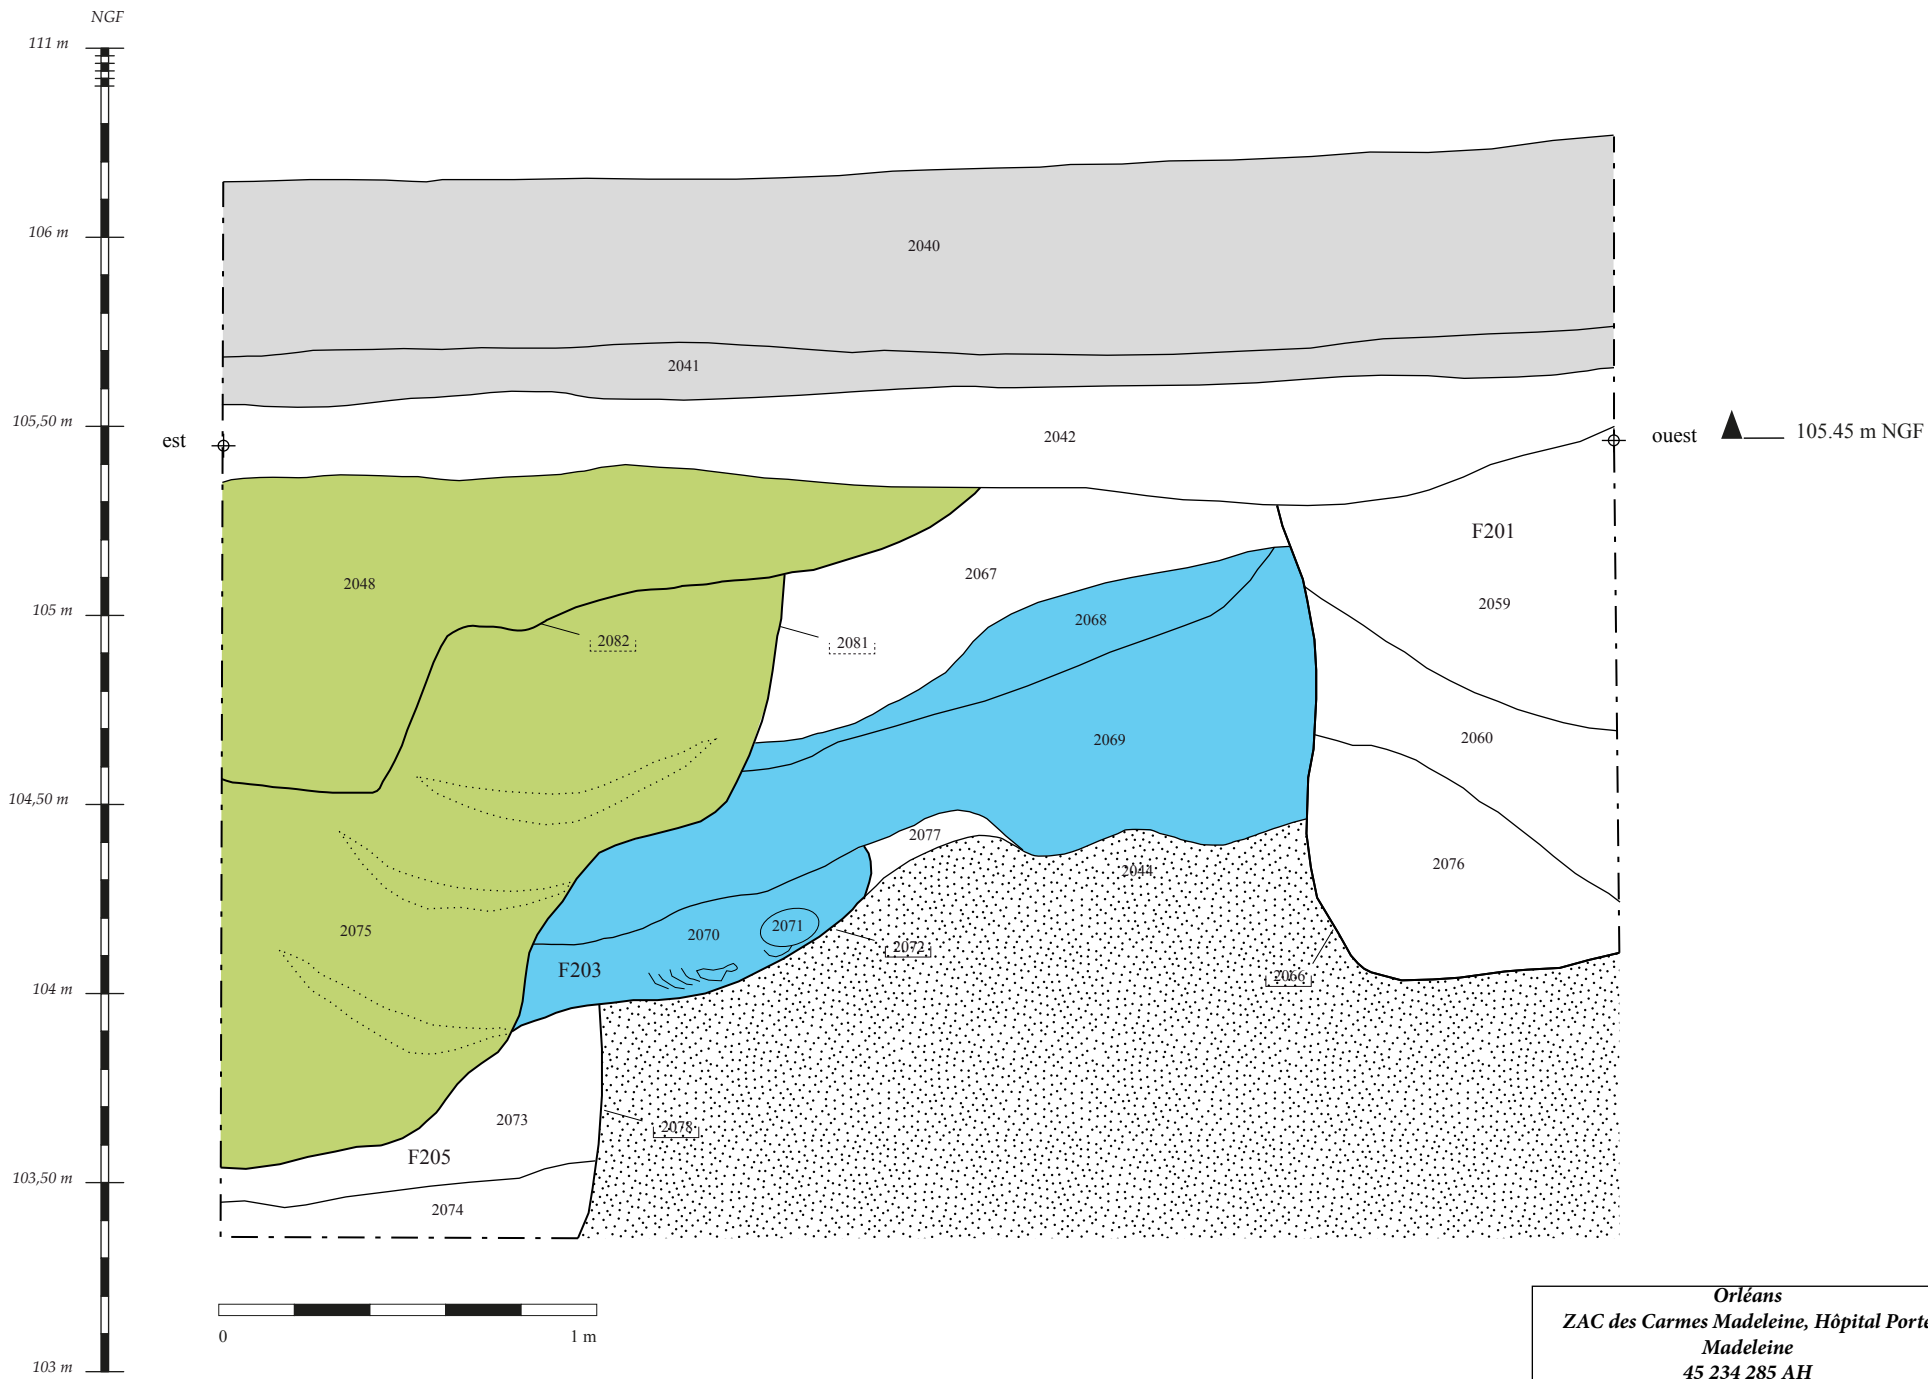 NGF
111 m
106 m
105,50 m
105 m
104,50 m
104 m
103,50 m
103 m
2040
2041
2042
est
ouest
105.45 m NGF
F201
2048
2067
2059
2068
2082
2081
2069
2060
2077
2044
2076
2075
2070
2071
2072
F203
2066
2073
2078
F205
2074
0
1 m
Orléans
ZAC des Carmes Madeleine, Hôpital Porte
Madeleine
45 234 285 AH